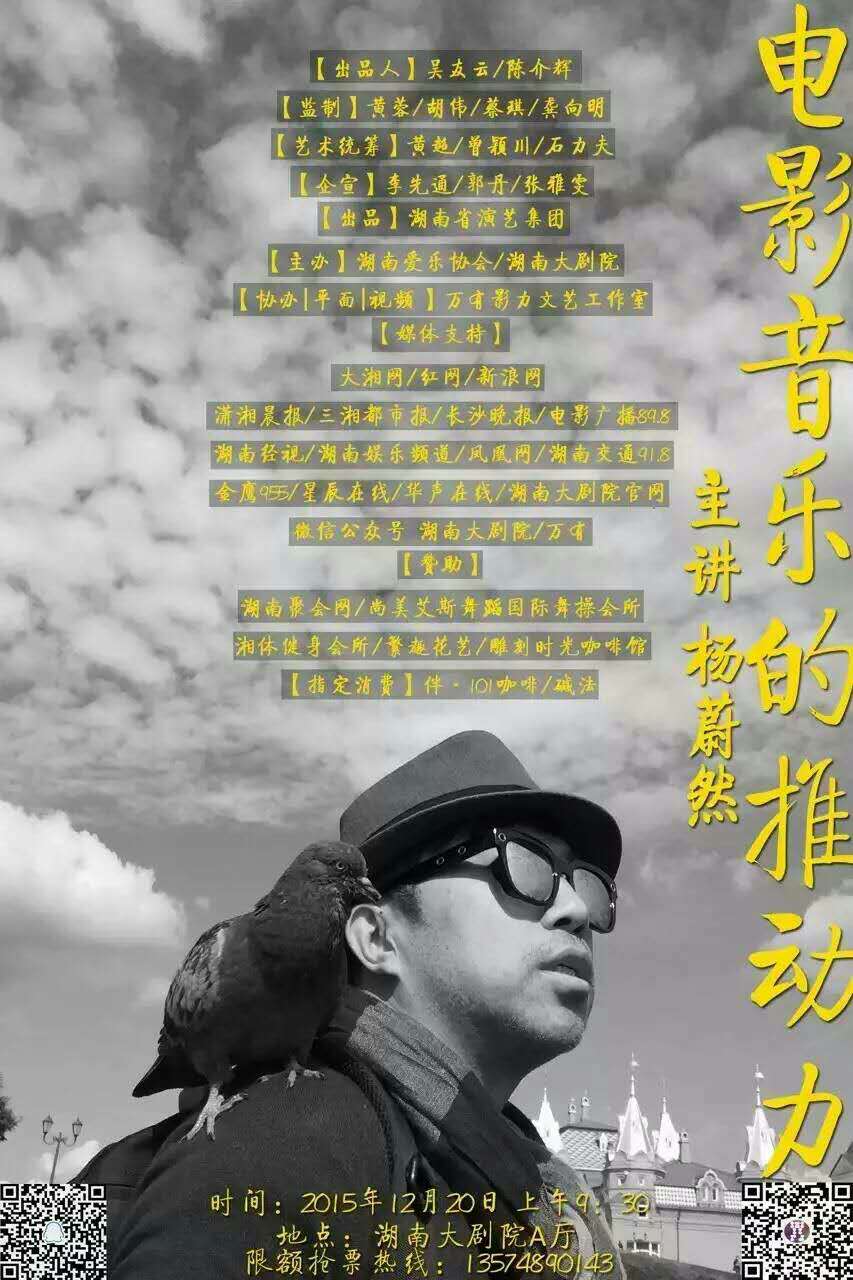 电影音乐的推动力
主讲 杨蔚然
【出品人】吴友云/陈介辉
【监制】黄蓉/胡伟/蔡琪/龚向明
【艺术统筹】黄超/曾颖川/石力夫
【企宣】李先通/郭丹/张雅雯
【出品】湖南省演艺集团
【主办】湖南爱乐协会/湖南大剧院
【协办|平面|视频】万有影力文艺工作室
【媒体支持】
大湘网/红网/新浪网
潇湘晨报/三湘都市报/长沙晚报/电影广播89.8
湖南经视/湖南娱乐频道/凤凰网/湖南交通91.8
金鹰955/星辰在线/华声在线/湖南大剧院官网
微信公众号 湖南大剧院/万有
【赞助】
湖南聚会网/尚美艾斯舞蹈国际舞操会所
湘体健身会所/繁趣花艺/雕刻时光咖啡馆
【指定消费】伴·101咖啡/碱法
时间：2015年12月20日 上午9：30
地点：湖南大剧院A厅
限额抢票热线：13574890143